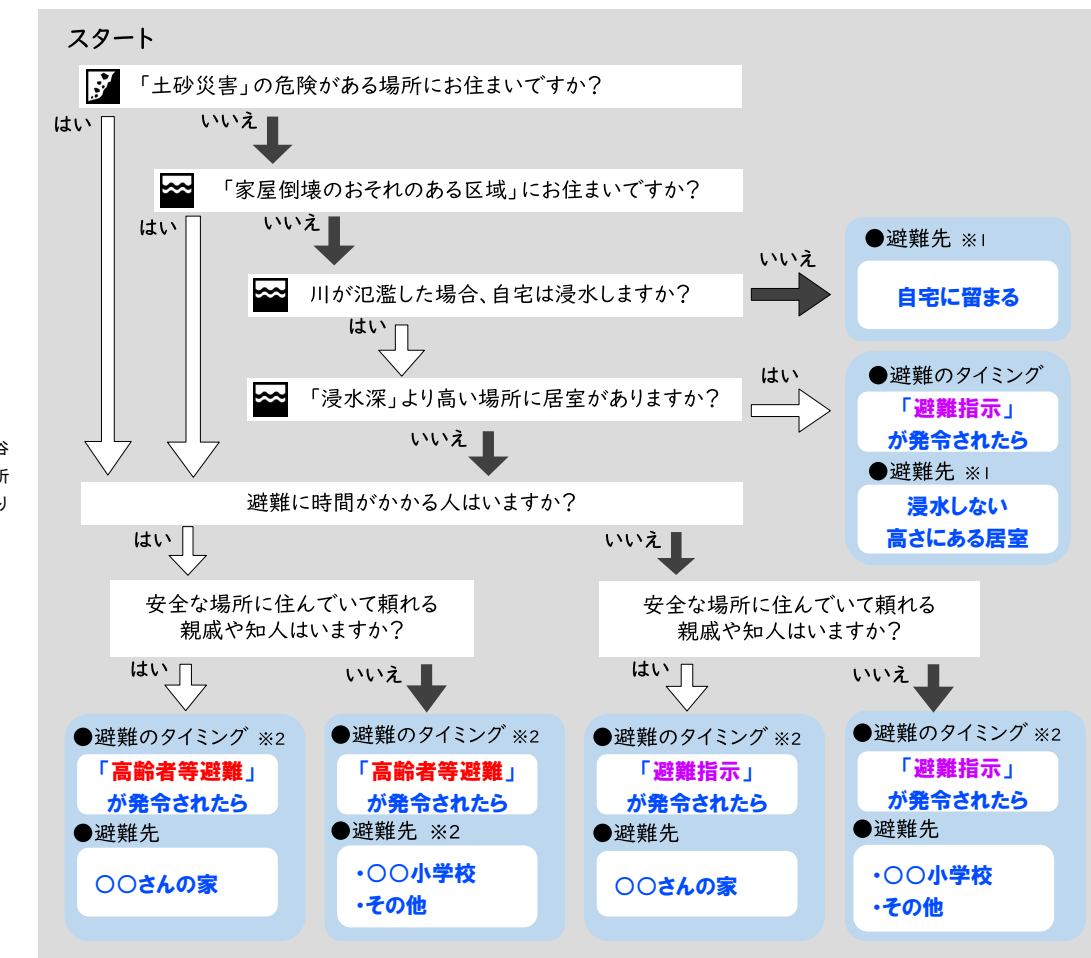 スタート
「土砂災害」の危険がある場所にお住まいですか？
はい
いいえ
「家屋倒壊のおそれのある区域」にお住まいですか？
はい
いいえ
川が氾濫した場合、自宅は浸水しますか？
いいえ
●避難先 ※1
自宅に留まる
はい
「浸水深」より高い場所に居室がありますか？
はい
●避難のタイミング
「避難指示」
が発令されたら
●避難先 ※1
浸水しない
高さにある居室
いいえ
避難に時間がかかる人はいますか？
はい
いいえ
安全な場所に住んでいて頼れる
親戚や知人はいますか？
安全な場所に住んでいて頼れる
親戚や知人はいますか？
はい
いいえ
はい
いいえ
●避難のタイミング ※2
「高齢者等避難」
が発令されたら
●避難先
〇〇さんの家
●避難のタイミング ※2
「高齢者等避難」
が発令されたら
●避難先 ※2
・〇〇小学校
・その他
●避難のタイミング ※2
「避難指示」
が発令されたら
●避難先
〇〇さんの家
●避難のタイミング ※2
「避難指示」
が発令されたら
●避難先
・〇〇小学校
・その他